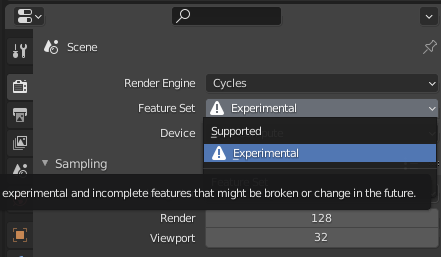 Scene
Render Engine Cycles
Feature Set Experimental
Supported
Device
Experimental
Sampling
experimental and incomplete features that might be broken or change in the future.
Render 128
Viewport 32